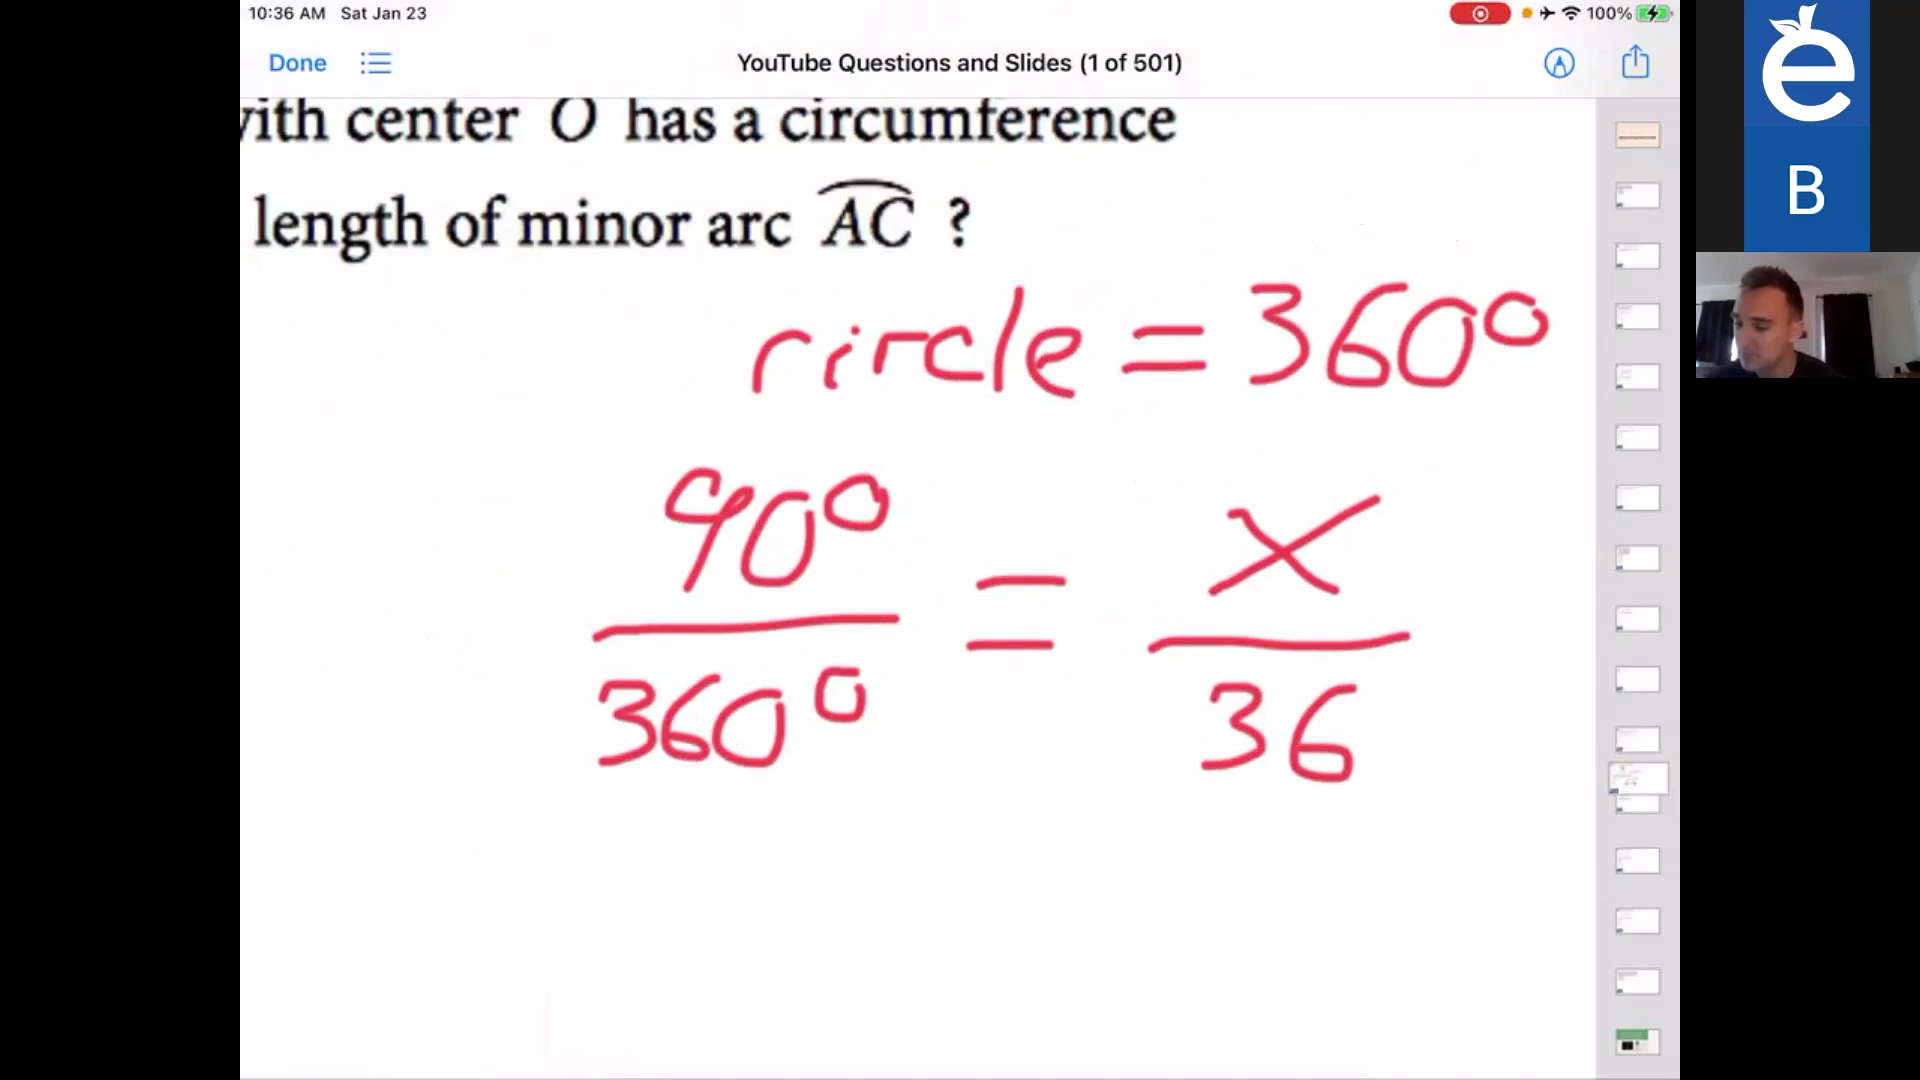 10:36 AM Sat Jan 23
100%
Done
YouTube Questions and Slides (1 of 501)
with center O has a circumference
length of minor arc AC ?
circle = 360°
90°
360°
=
x
36
e
B